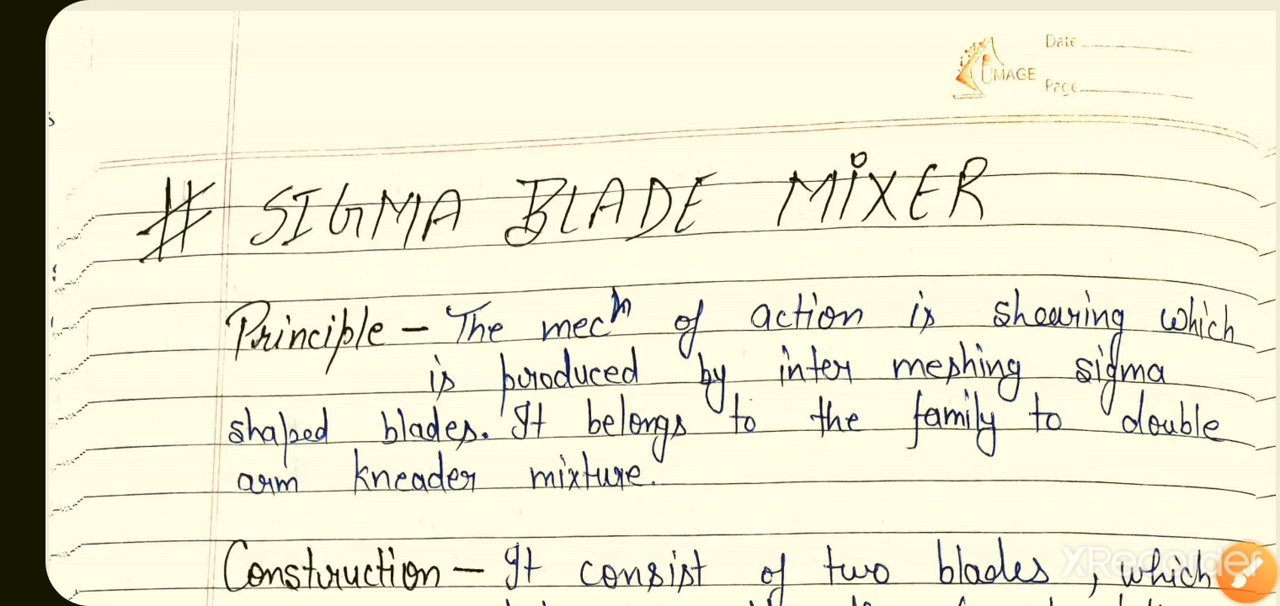 Date
IMAGE
Page
# SIGMA BLADE MIXER
Principle – The mecʰ of action is shearing which
is produced by inter meshing sigma
shaped blades. It belongs to the family to double
arm kneader mixture.
Construction – It consist of two blades, which
XRecorder